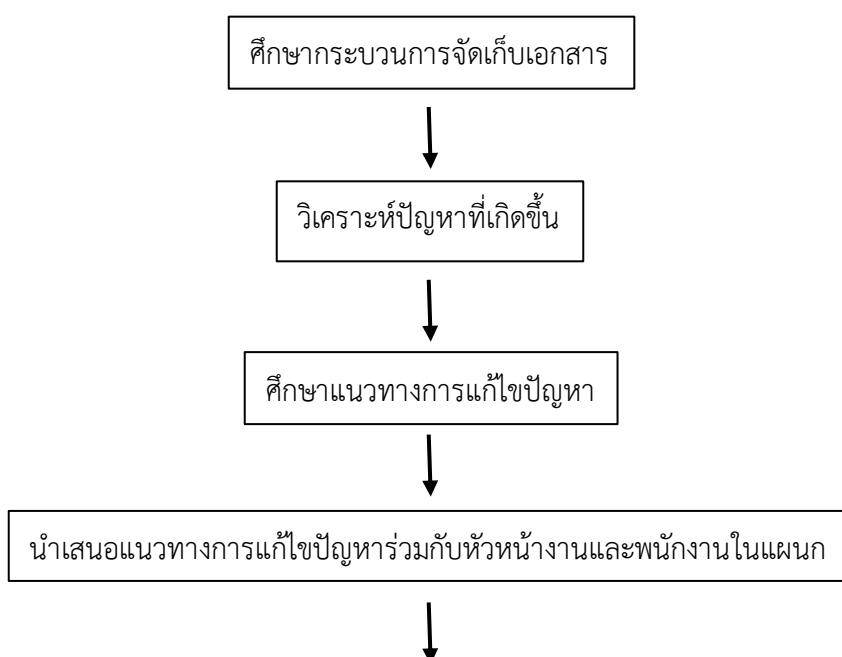 ศึกษากระบวนการจัดเก็บเอกสาร
วิเคราะห์ปัญหาที่เกิดขึ้น
ศึกษาแนวทางการแก้ไขปัญหา
นำเสนอแนวทางการแก้ไขปัญหาร่วมกับหัวหน้างานและพนักงานในแผนก